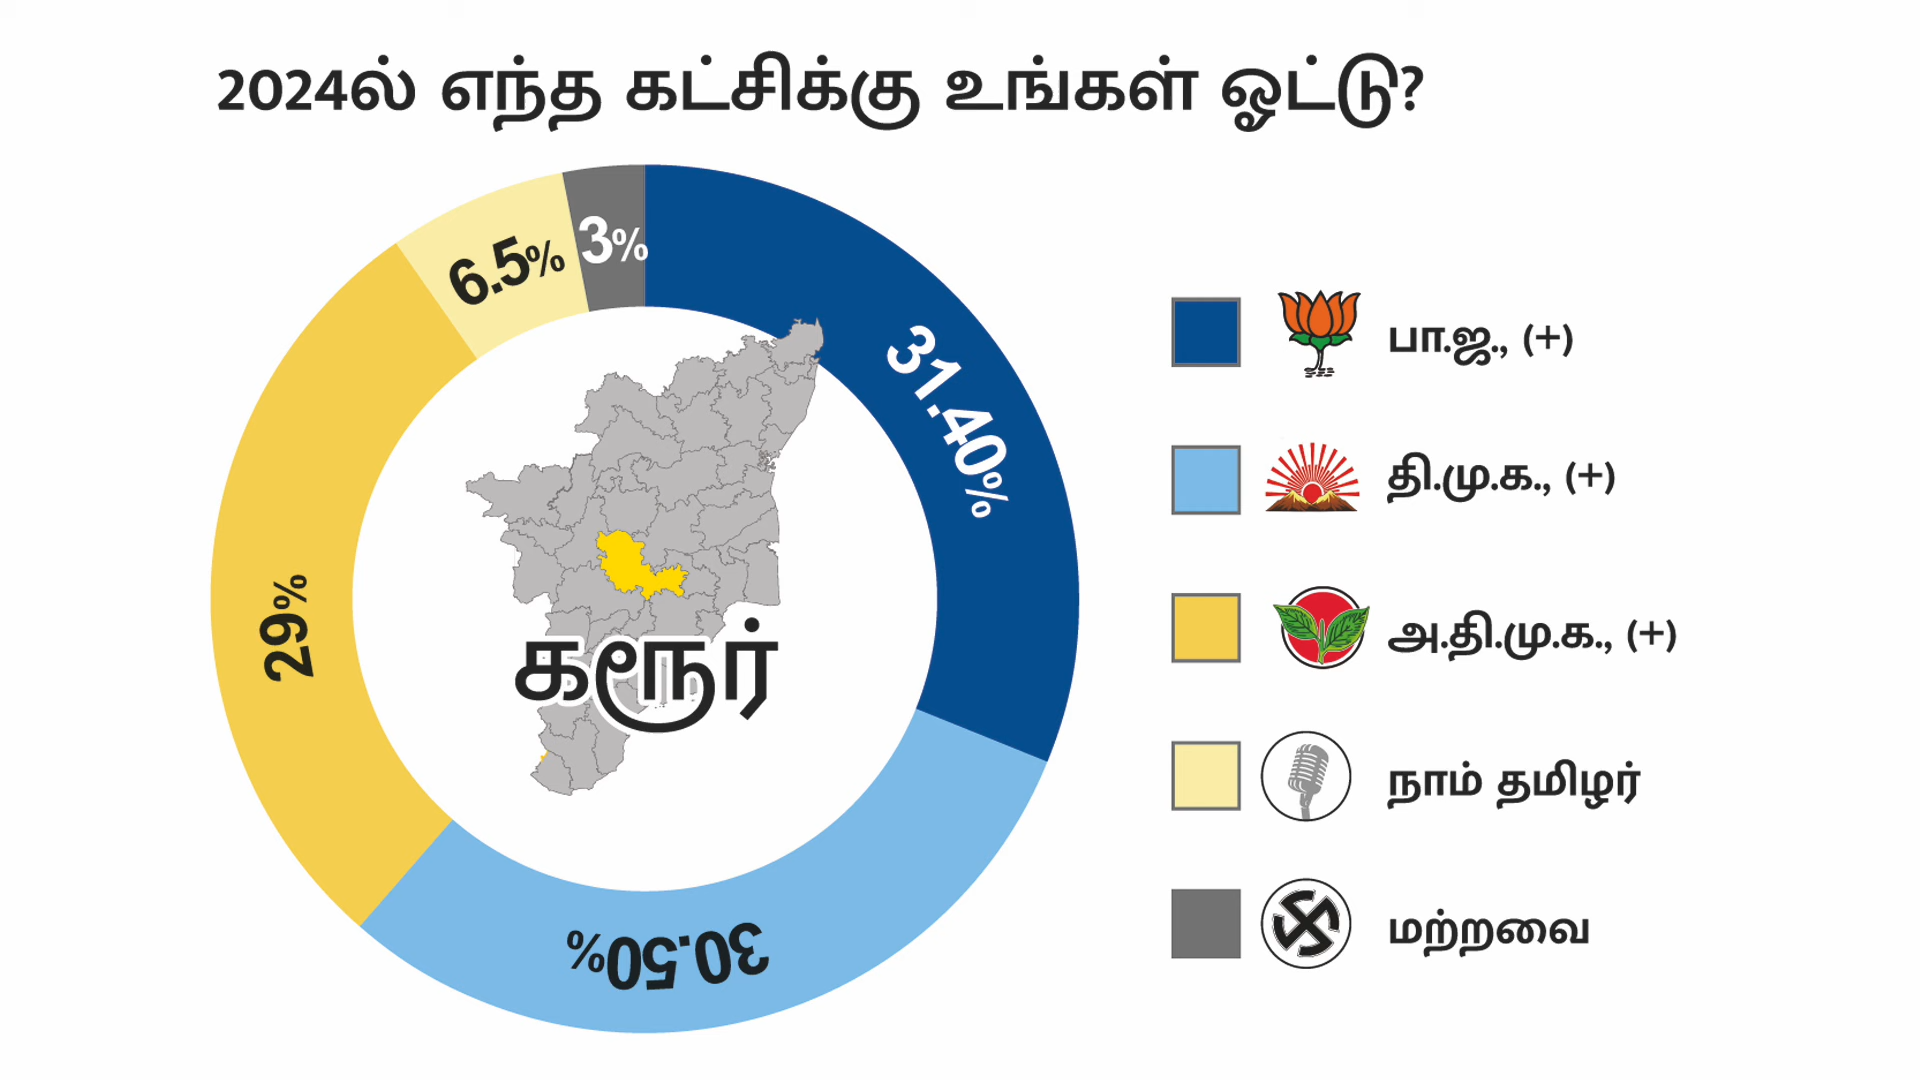 2024ல் எந்த கட்சிக்கு உங்கள் ஓட்டு?
3%
6.5%
31.40%
29%
30.50%
கரூர்
பா.ஜ., (+)
தி.மு.க., (+)
அ.தி.மு.க., (+)
நாம் தமிழர்
மற்றவை